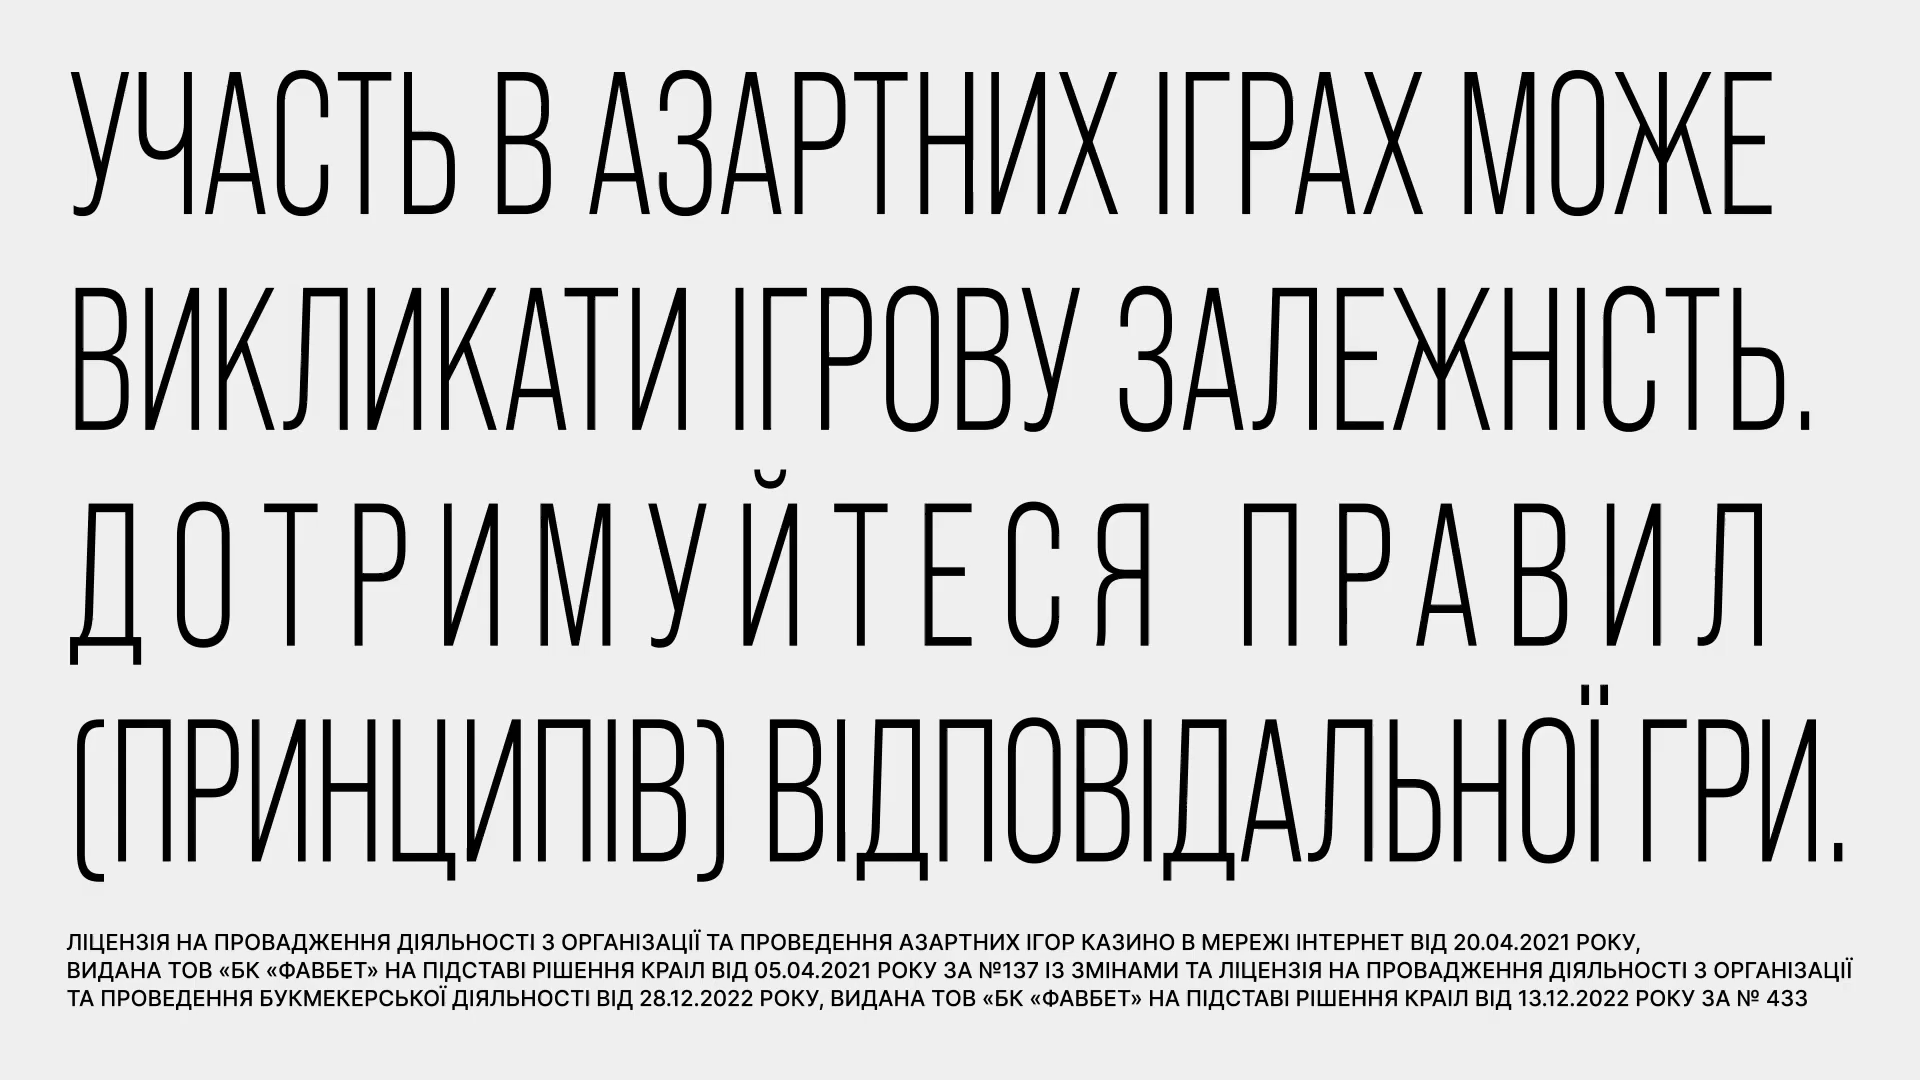 УЧАСТЬ В АЗАРТНИХ ІГРАХ МОЖЕ
ВИКЛИКАТИ ІГРОВУ ЗАЛЕЖНІСТЬ.
ДОТРИМУЙТЕСЯ ПРАВИЛ
(ПРИНЦИПІВ) ВІДПОВІДАЛЬНОЇ ГРИ.
ЛІЦЕНЗІЯ НА ПРОВАДЖЕННЯ ДІЯЛЬНОСТІ З ОРГАНІЗАЦІЇ ТА ПРОВЕДЕННЯ АЗАРТНИХ ІГОР КАЗИНО В МЕРЕЖІ ІНТЕРНЕТ ВІД 20.04.2021 РОКУ,
ВИДАНА ТОВ «БК «ФАВБЕТ» НА ПІДСТАВІ РІШЕННЯ КРАІЛ ВІД 05.04.2021 РОКУ ЗА №137 ІЗ ЗМІНАМИ ТА ЛІЦЕНЗІЯ НА ПРОВАДЖЕННЯ ДІЯЛЬНОСТІ З ОРГАНІЗАЦІЇ
ТА ПРОВЕДЕННЯ БУКМЕКЕРСЬКОЇ ДІЯЛЬНОСТІ ВІД 28.12.2022 РОКУ, ВИДАНА ТОВ «БК «ФАВБЕТ» НА ПІДСТАВІ РІШЕННЯ КРАІЛ ВІД 13.12.2022 РОКУ ЗА № 433